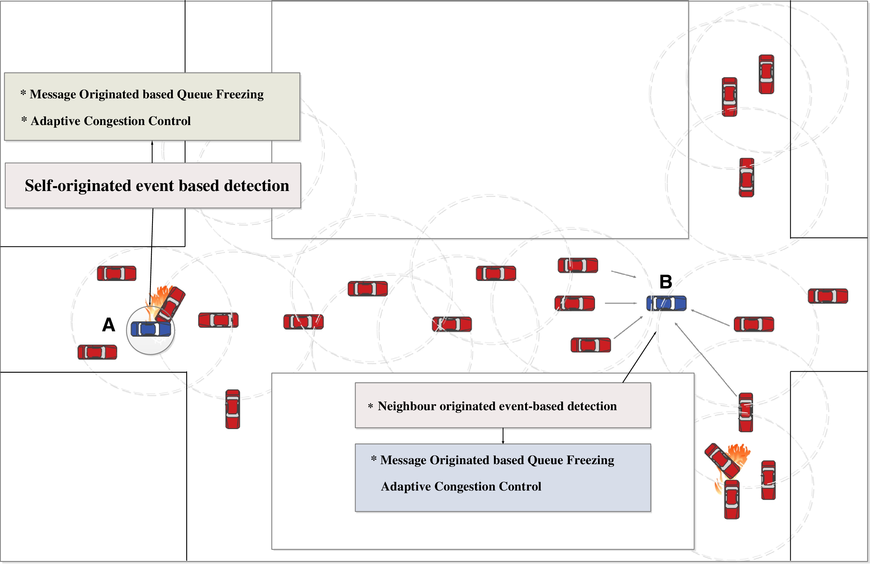 * Message Originated based Queue Freezing
* Adaptive Congestion Control
Self-originated event based detection
A
B
* Neighbour originated event-based detection
* Message Originated based Queue Freezing
Adaptive Congestion Control